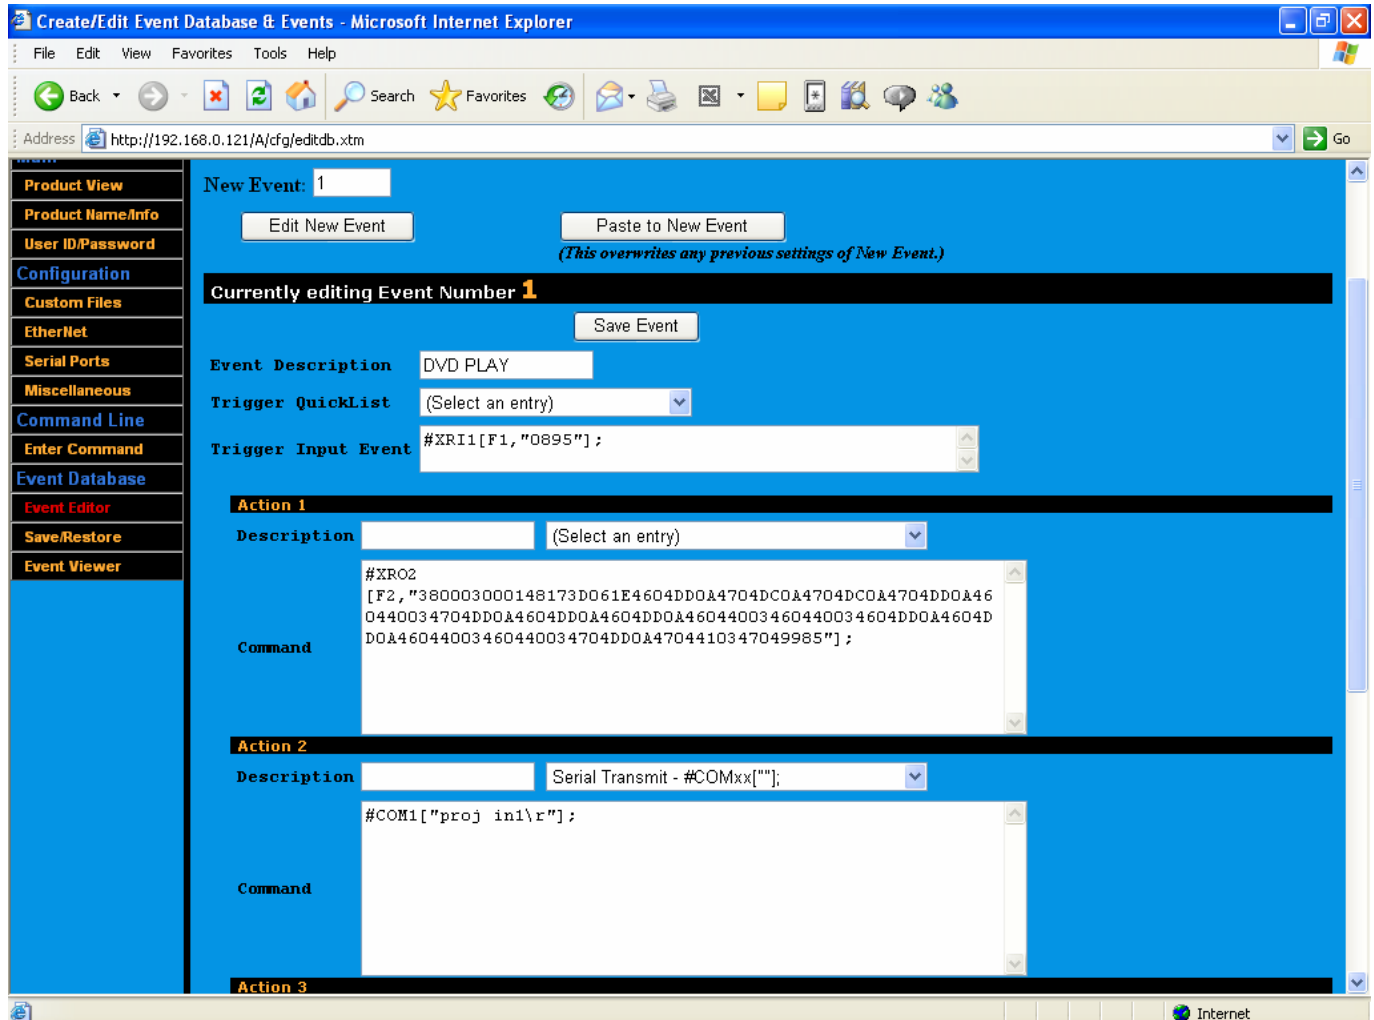 Create/Edit Event Database & Events - Microsoft Internet Explorer
File Edit View Favorites Tools Help
Back Search Favorites
Address http://192.168.0.121/A/cfg/editdb.xtm Go
Main
Product View
Product Name/Info
User ID/Password
Configuration
Custom Files
EtherNet
Serial Ports
Miscellaneous
Command Line
Enter Command
Event Database
Event Editor
Save/Restore
Event Viewer
New Event: 1
Edit New Event Paste to New Event
(This overwrites any previous settings of New Event.)
Currently editing Event Number 1
Save Event
Event Description DVD PLAY
Trigger QuickList (Select an entry)
Trigger Input Event #XRI1[F1,"0895"];
Action 1
Description (Select an entry)
Command
#XRO2
[F2,"380003000148173D061E4604DD0A4704DC0A4704DC0A4704DD0A46
0440034704DD0A4604DD0A4604DD0A460440034604400346 04DD0A4604D
D0A460440034604400347 04DD0A4704410347049985"];
Action 2
Description Serial Transmit - #COMxx[""];
Command
#COM1["proj in1\r"];
Action 3
Internet